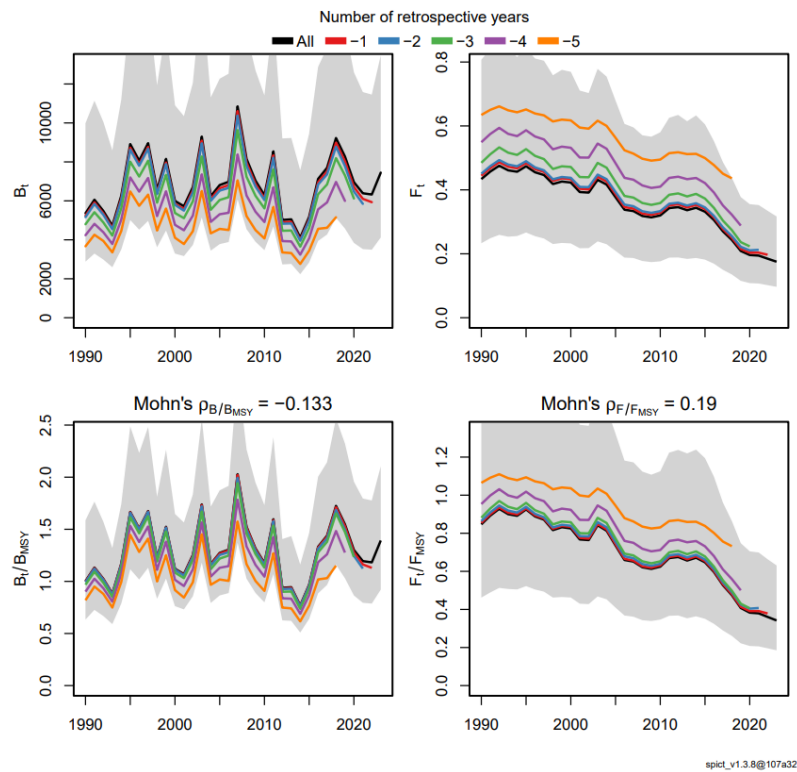 Number of retrospective years
All −1 −2 −3 −4 −5
Bt
0 2000 6000 10000
1990 2000 2010 2020
Ft
0.0 0.2 0.4 0.6 0.8
1990 2000 2010 2020
Mohn's ρB/BMSY = −0.133
Bt/BMSY
0.0 0.5 1.0 1.5 2.0 2.5
1990 2000 2010 2020
Mohn's ρF/FMSY = 0.19
Ft/FMSY
0.0 0.2 0.4 0.6 0.8 1.0 1.2
1990 2000 2010 2020
spict_v1.3.8@107a32